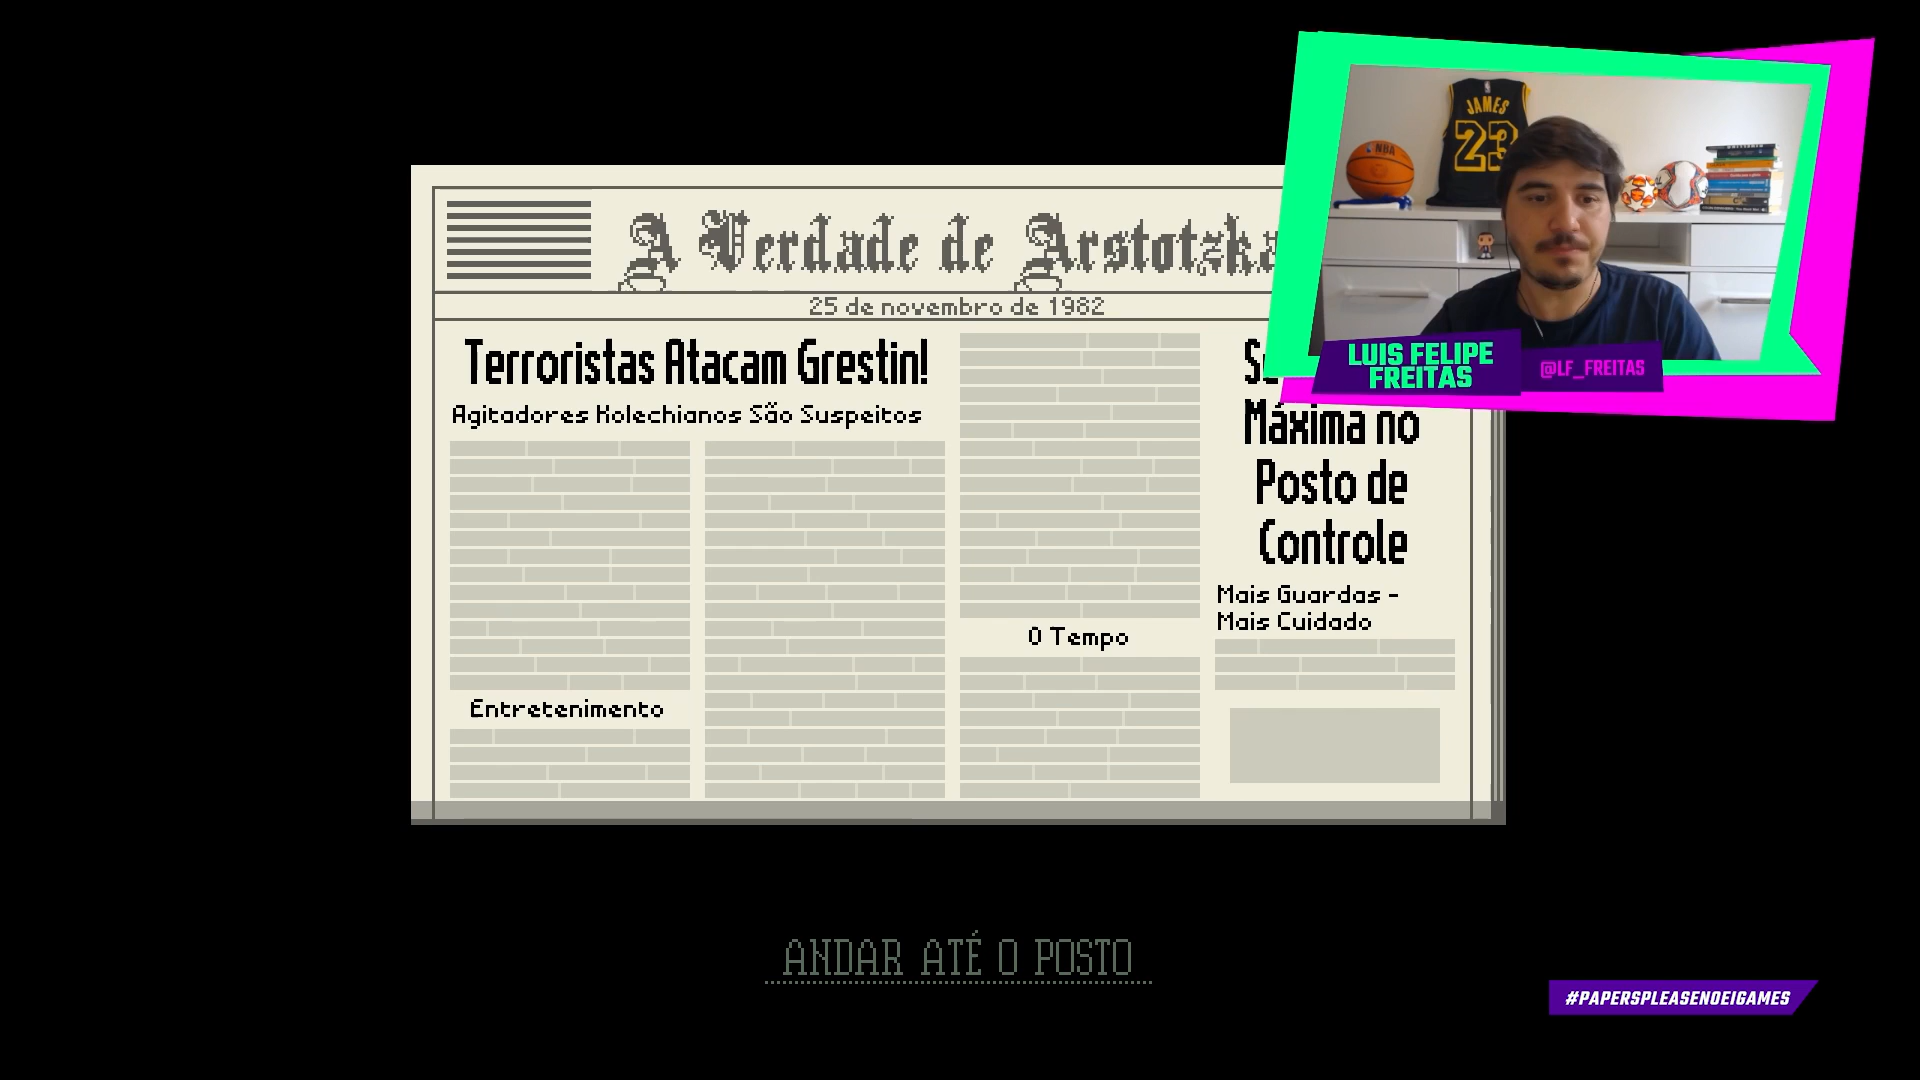 A Verdade de Arstotzka
25 de novembro de 1982
Terroristas Atacam Grestin!
Agitadores Kolechianos São Suspeitos
Entretenimento
O Tempo
Máxima no
Posto de
Controle
Mais Guardas -
Mais Cuidado
ANDAR ATÉ O POSTO
JAMES
23
NBA
LUIS FELIPE
FREITAS
@LF_FREITAS
#PAPERSPLEASENOEIGAMES